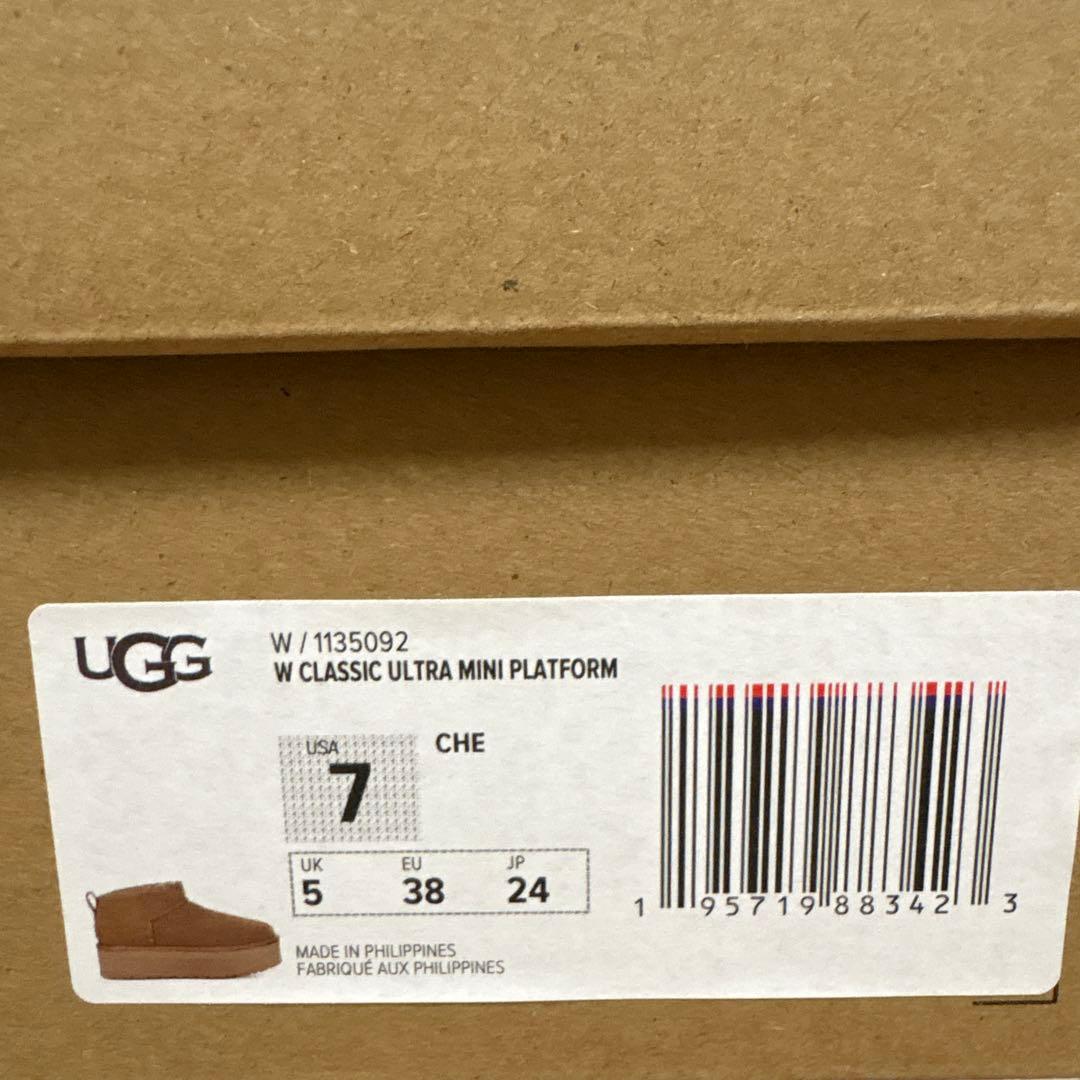 UGG
W / 1135092
W CLASSIC ULTRA MINI PLATFORM
USA
7
CHE
UK EU JP
5 38 24
MADE IN PHILIPPINES
FABRIQUÉ AUX PHILIPPINES
1 95719 88342 3